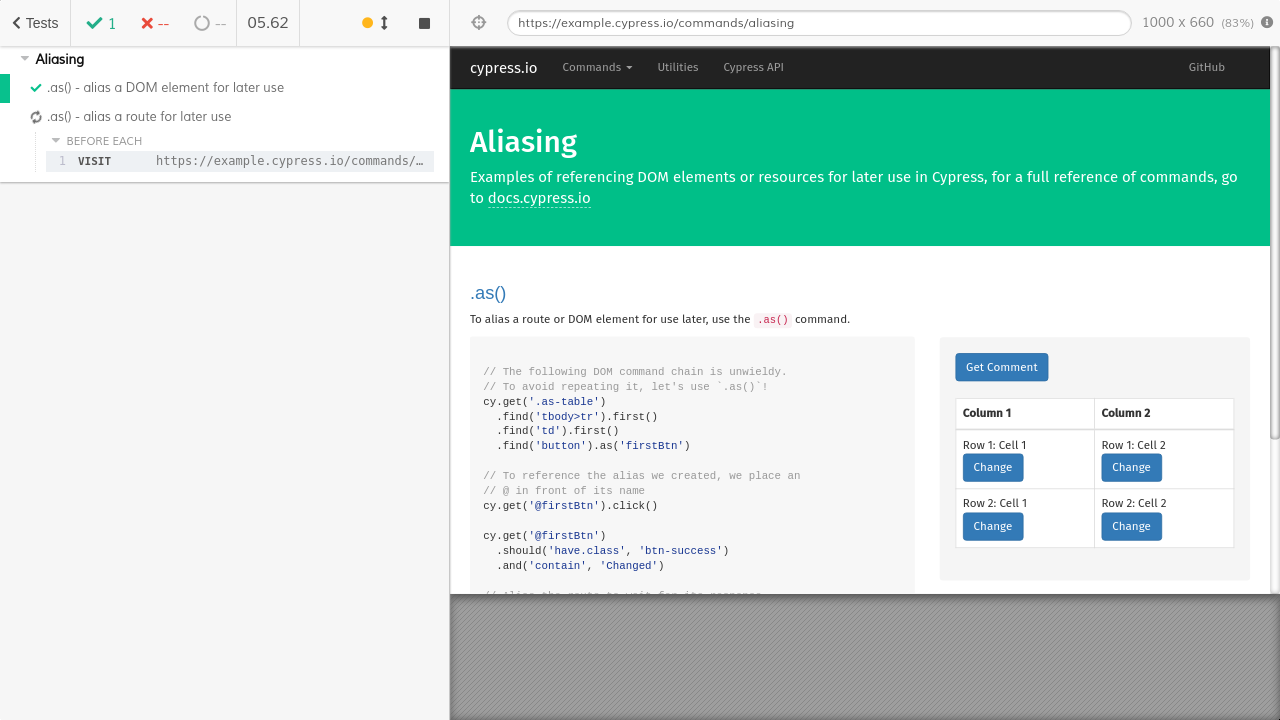 Tests
1
--
--
05.62
https://example.cypress.io/commands/aliasing
1000 x 660 (83%)
Aliasing
.as() - alias a DOM element for later use
.as() - alias a route for later use
BEFORE EACH
1 VISIT https://example.cypress.io/commands/…
cypress.io
Commands
Utilities
Cypress API
GitHub
Aliasing
Examples of referencing DOM elements or resources for later use in Cypress, for a full reference of commands, go
to docs.cypress.io
.as()
To alias a route or DOM element for use later, use the .as() command.
// The following DOM command chain is unwieldy.
// To avoid repeating it, let's use `.as()`!
cy.get('.as-table')
.find('tbody>tr').first()
.find('td').first()
.find('button').as('firstBtn')
// To reference the alias we created, we place an
// @ in front of its name
cy.get('@firstBtn').click()
cy.get('@firstBtn')
.should('have.class', 'btn-success')
.and('contain', 'Changed')
Get Comment
Column 1
Column 2
Row 1: Cell 1
Row 1: Cell 2
Change
Change
Row 2: Cell 1
Row 2: Cell 2
Change
Change